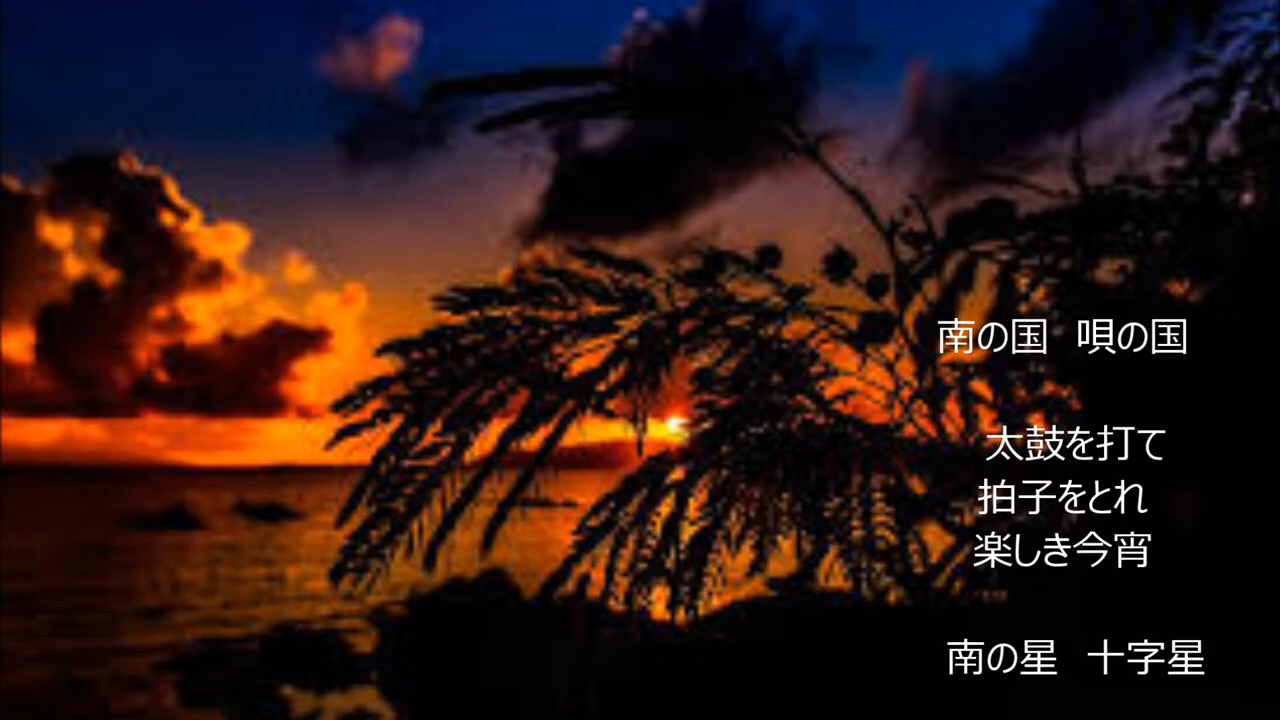 南の国　唄の国
太鼓を打て
拍子をとれ
楽しき今宵
南の星　十字星